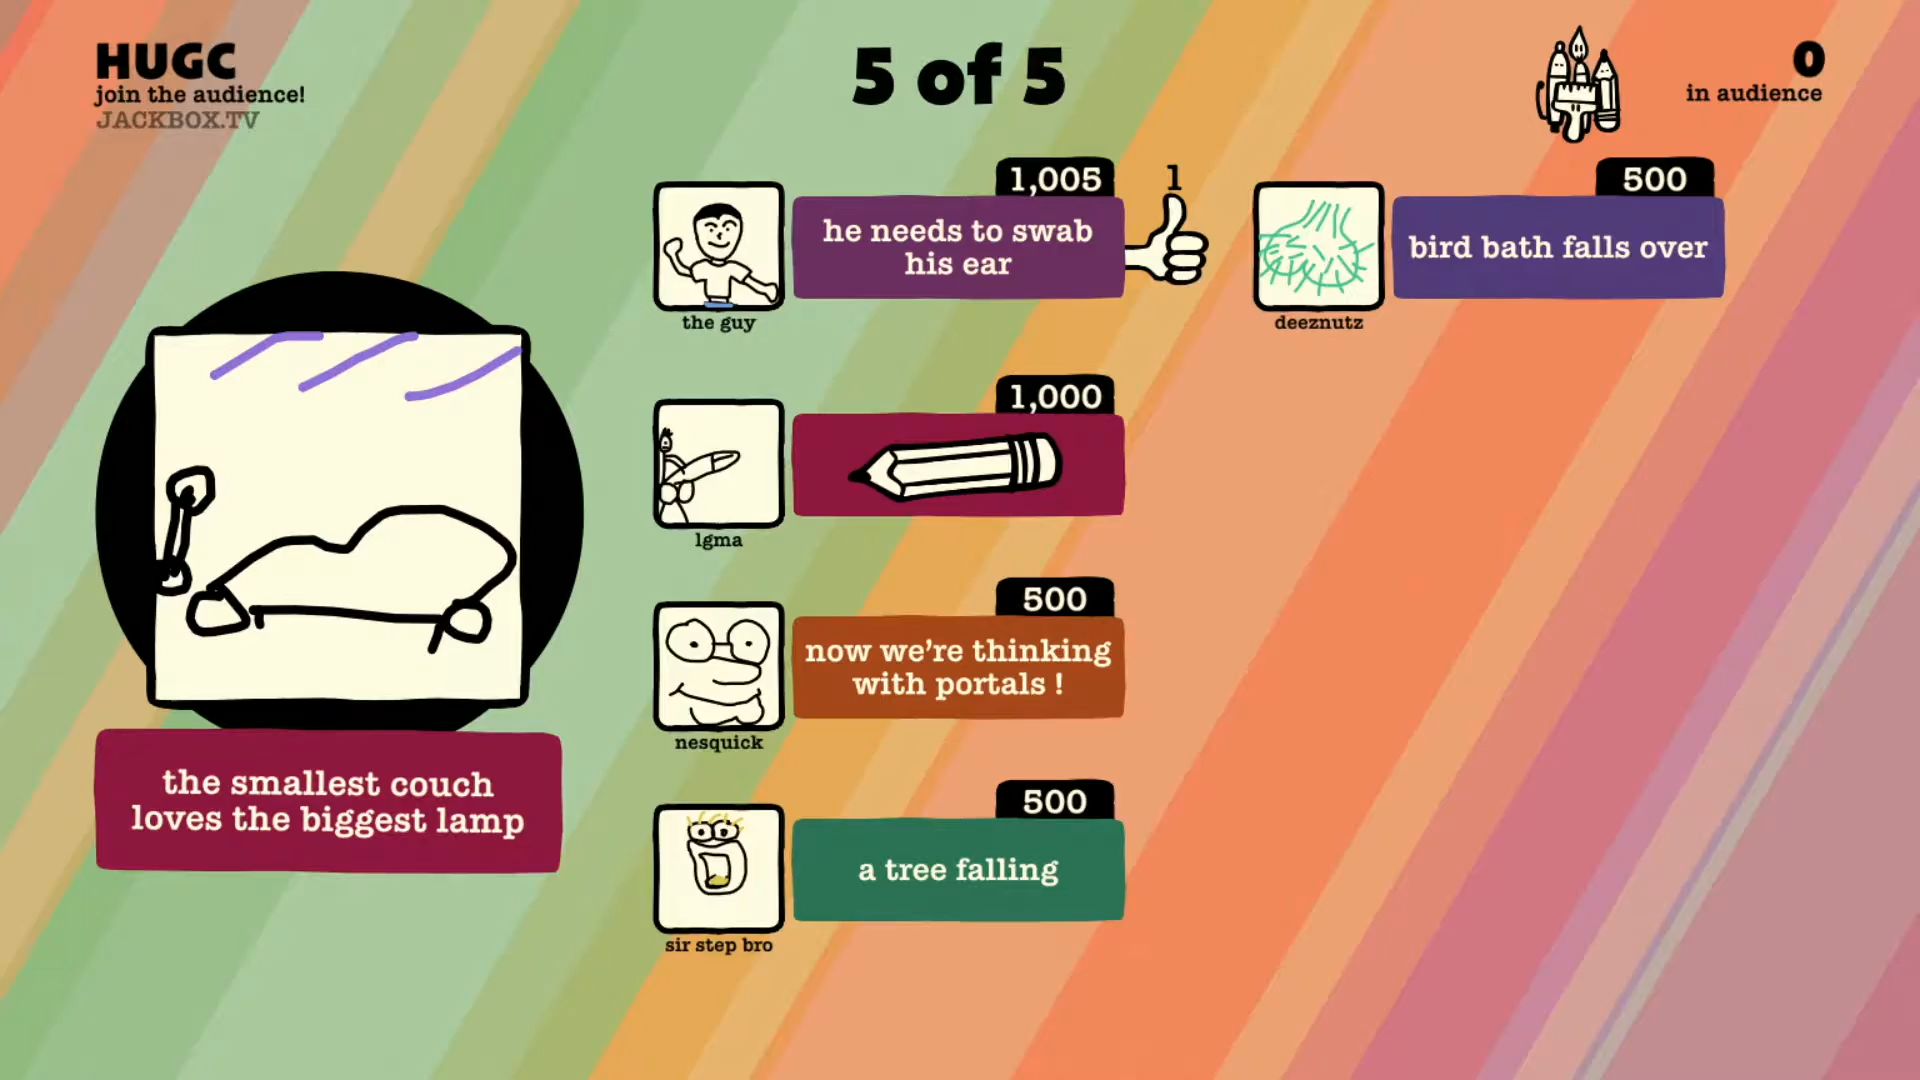 HUGC
join the audience!
JACKBOX.TV
5 of 5
0
in audience
1,005
1
he needs to swab
his ear
the guy
500
bird bath falls over
deeznutz
1,000
lgma
500
now we're thinking
with portals !
nesquick
500
a tree falling
sir step bro
the smallest couch
loves the biggest lamp